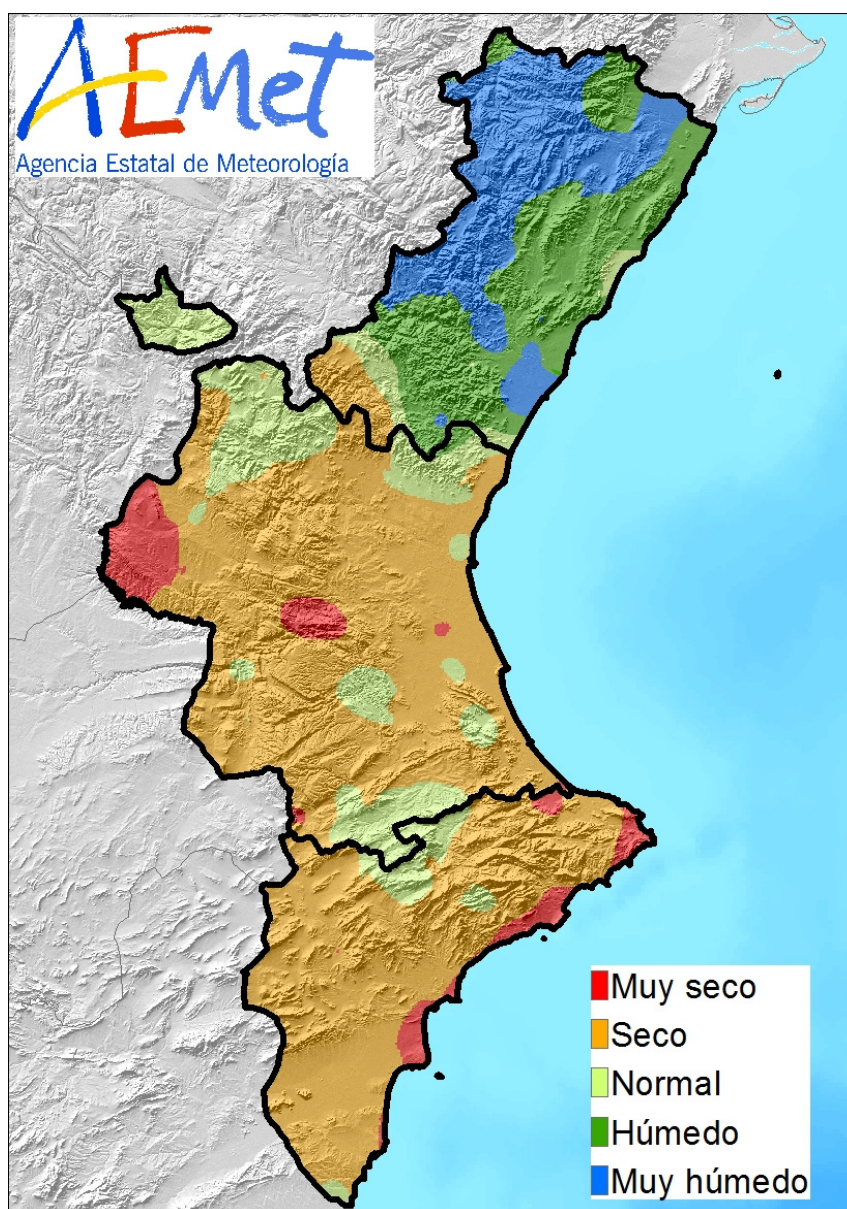 AEmet
Agencia Estatal de Meteorología
Muy seco
Seco
Normal
Húmedo
Muy húmedo